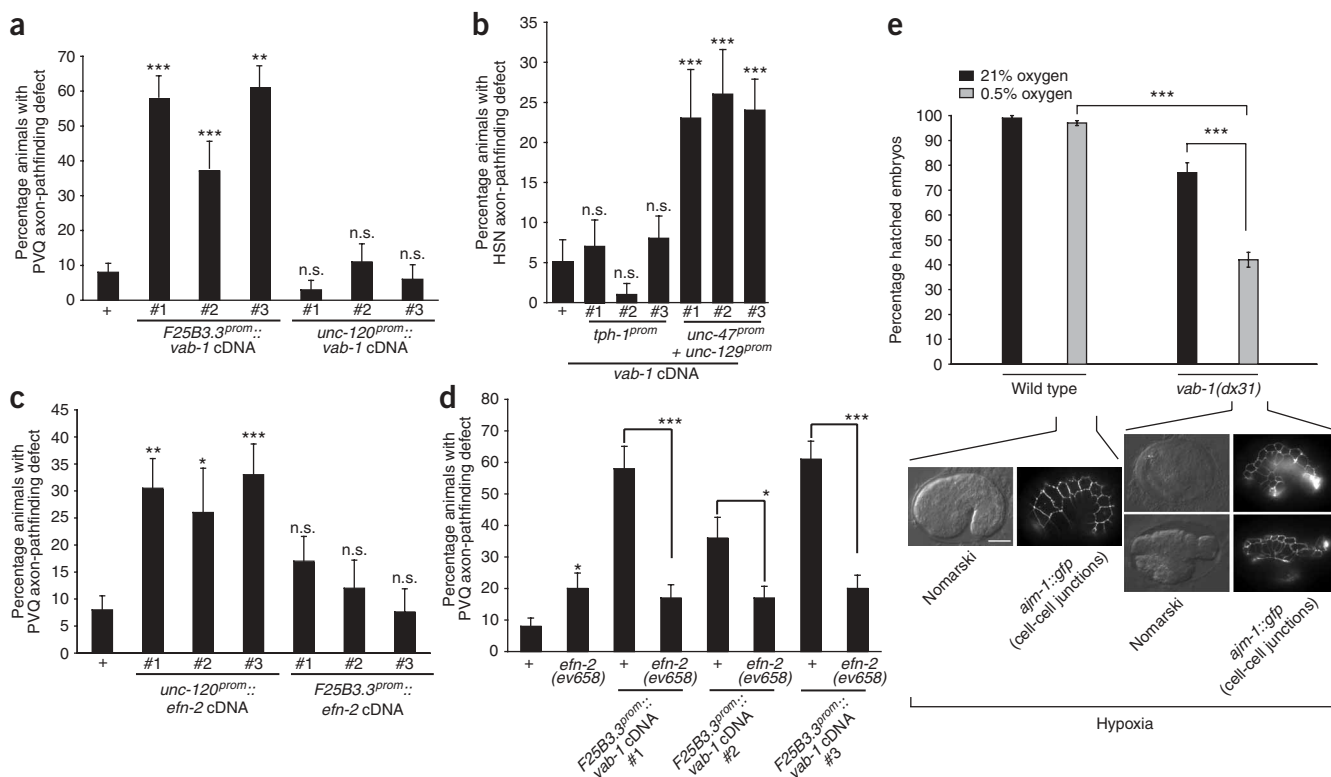 a
Percentage animals with
PVQ axon-pathfinding defect
70
60
50
40
30
20
10
0
***
***
**
n.s.
n.s.
n.s.
+
#1
#2
#3
#1
#2
#3
F25B3.3prom::
vab-1 cDNA
unc-120prom::
vab-1 cDNA
b
Percentage animals with
HSN axon-pathfinding defect
35
30
25
20
15
10
5
0
n.s.
n.s.
n.s.
***
***
***
+
#1
#2
#3
#1
#2
#3
tph-1prom
unc-47prom
+ unc-129prom
vab-1 cDNA
c
Percentage animals with
PVQ axon-pathfinding defect
45
40
35
30
25
20
15
10
5
0
**
*
***
n.s.
n.s.
n.s.
+
#1
#2
#3
#1
#2
#3
unc-120prom::
efn-2 cDNA
F25B3.3prom::
efn-2 cDNA
d
Percentage animals with
PVQ axon-pathfinding defect
80
70
60
50
40
30
20
10
0
*
***
*
***
+
efn-2
(ev658)
+
efn-2
(ev658)
+
efn-2
(ev658)
+
efn-2
(ev658)
F25B3.3prom::
vab-1 cDNA
#1
F25B3.3prom::
vab-1 cDNA
#2
F25B3.3prom::
vab-1 cDNA
#3
e
21% oxygen
0.5% oxygen
Percentage hatched embryos
100
90
80
70
60
50
40
30
20
10
0
***
***
Wild type
vab-1(dx31)
Nomarski
ajm-1::gfp
(cell-cell junctions)
Nomarski
ajm-1::gfp
(cell-cell junctions)
Hypoxia